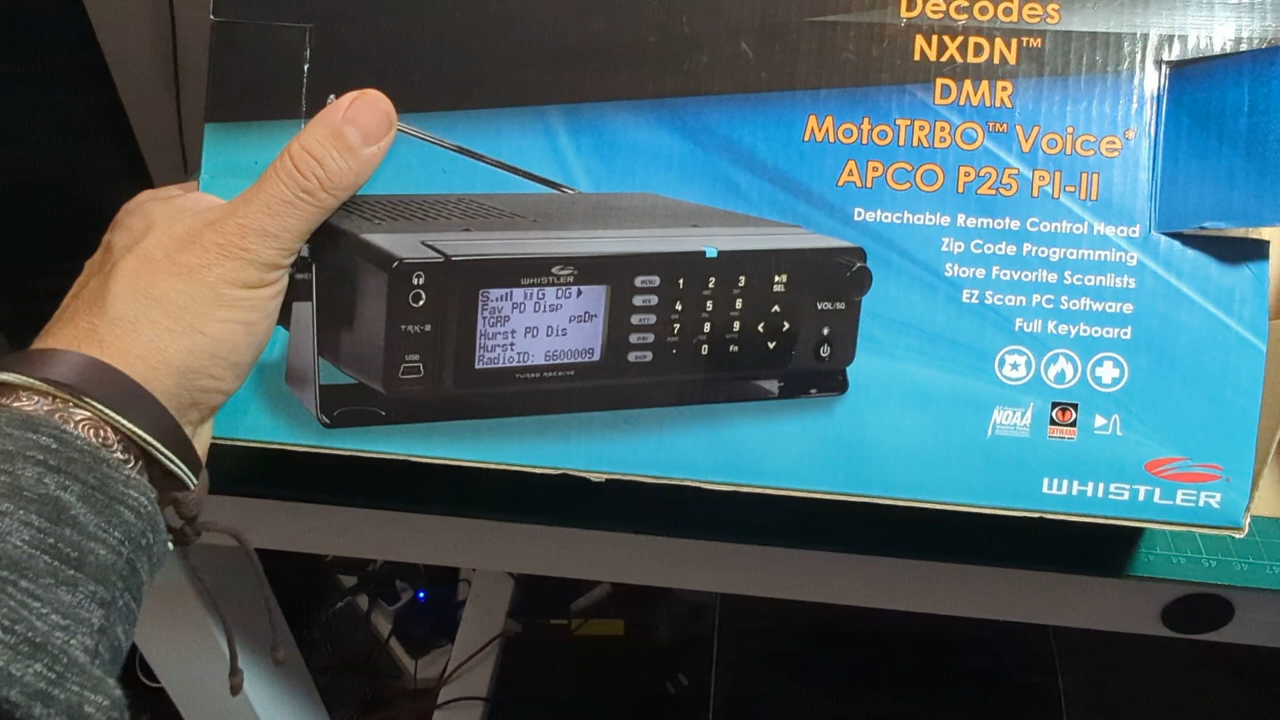 Decodes
NXDN™
DMR
MotoTRBO™ Voice*
APCO P25 PI-II
Detachable Remote Control Head
Zip Code Programming
Store Favorite Scanlists
EZ Scan PC Software
Full Keyboard
NOAA
SKYWARN
WHISTLER
WHISTLER
S DG
Fav PD Disp
TGRP psDr
Hurst PD Dis
Hurst
RadioID: 6600009
TRX-2
USB
MENU
1 2 3
4 5 6
7 8 9
. 0 Fn
SEL
VOL/SQ